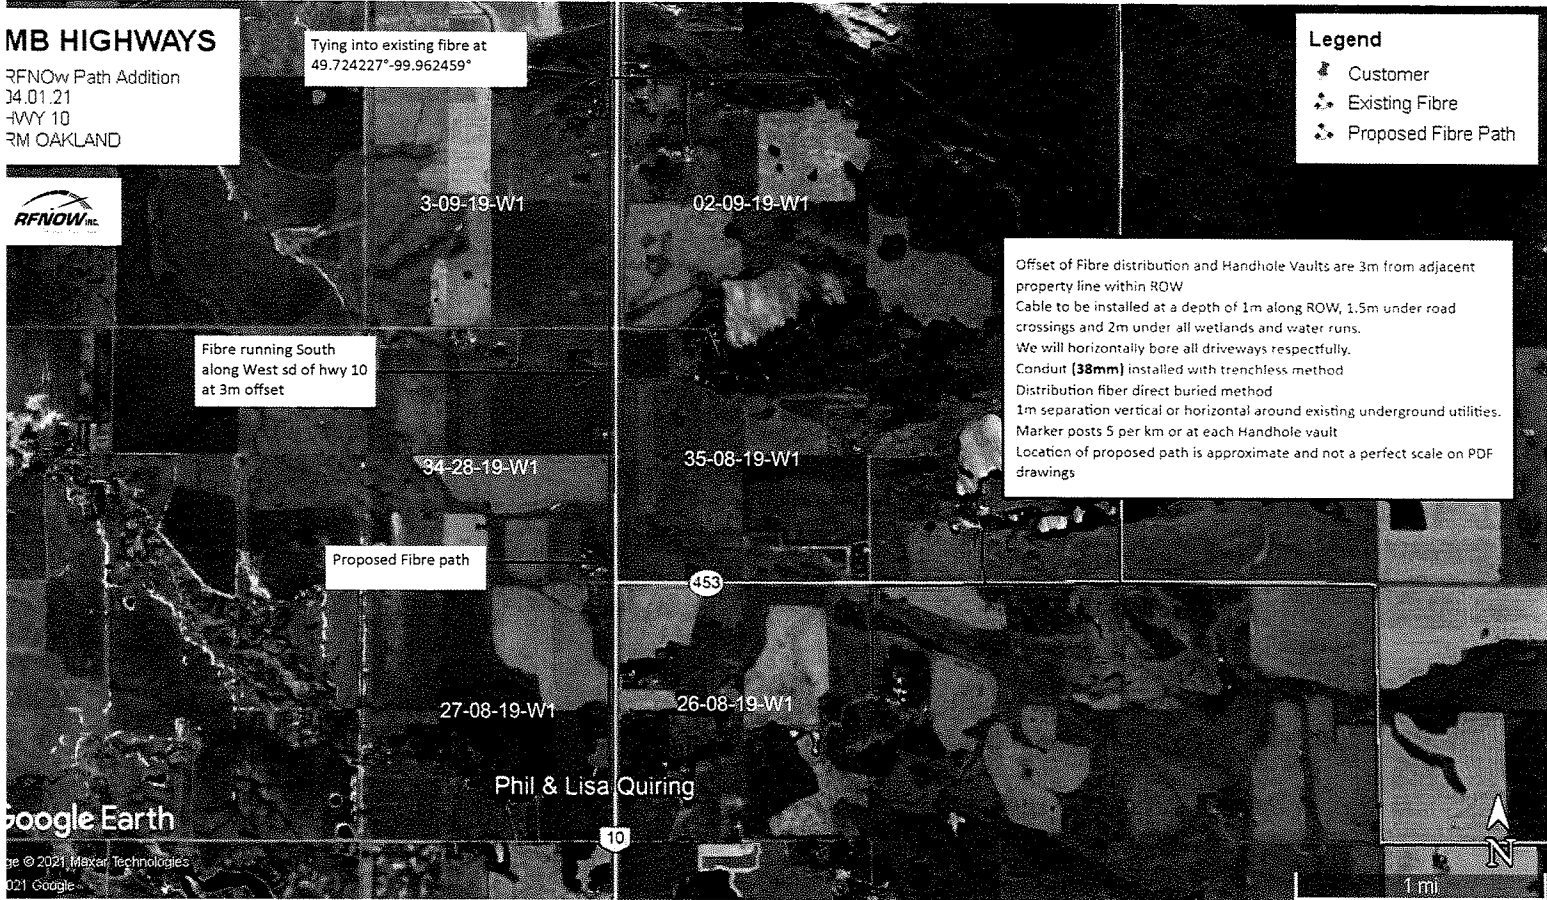 MB HIGHWAYS
RFNOw Path Addition
04.01.21
HWY 10
RM OAKLAND
RFNOW INC.
Tying into existing fibre at
49.724227°-99.962459°
Legend
Customer
Existing Fibre
Proposed Fibre Path
3-09-19-W1
02-09-19-W1
Offset of Fibre distribution and Handhole Vaults are 3m from adjacent
property line within ROW
Cable to be installed at a depth of 1m along ROW, 1.5m under road
crossings and 2m under all wetlands and water runs.
We will horizontally bore all driveways respectfully.
Conduit (38mm) installed with trenchless method
Distribution fiber direct buried method
1m separation vertical or horizontal around existing underground utilities.
Marker posts 5 per km or at each Handhole vault
Location of proposed path is approximate and not a perfect scale on PDF
drawings
Fibre running South
along West sd of hwy 10
at 3m offset
34-28-19-W1
35-08-19-W1
Proposed Fibre path
453
27-08-19-W1
26-08-19-W1
Phil & Lisa Quiring
Google Earth
10
ge © 2021 Maxar Technologies
021 Google
N
1 mi